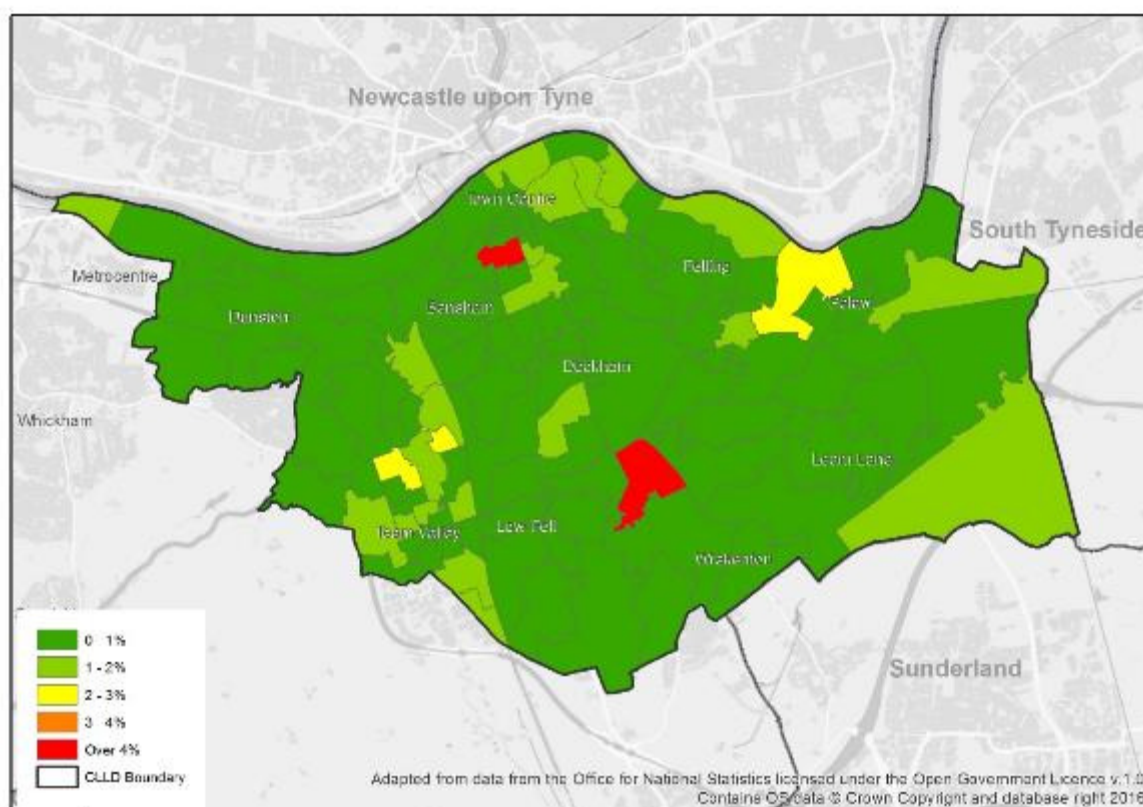 Newcastle upon Tyne
Town Centre
South Tyneside
Metrocentre
Felling
Pelaw
Bensham
Dunston
Deckham
Whickham
Leam Lane
Team Valley
Low Fell
Wrekenton
Sunderland
0 - 1%
1 - 2%
2 - 3%
3 - 4%
Over 4%
CLLD Boundary
Adapted from data from the Office for National Statistics licensed under the Open Government Licence v.1.0
Contains OS data © Crown Copyright and database right 2016